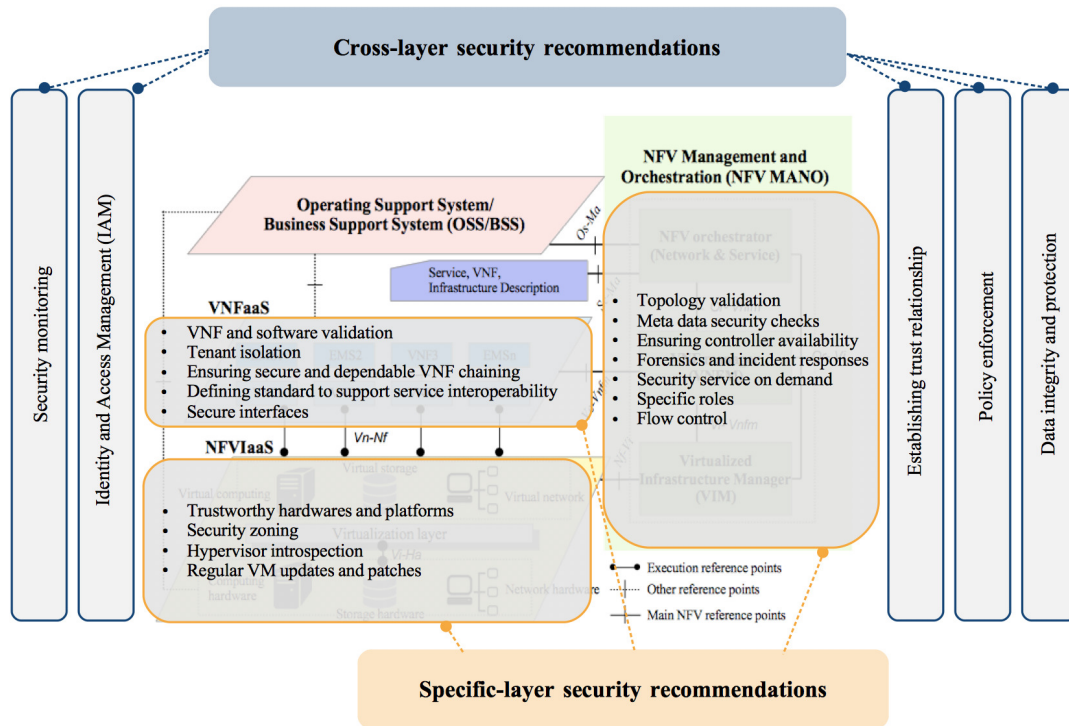 Cross-layer security recommendations
Security monitoring
Identity and Access Management (IAM)
Establishing trust relationship
Policy enforcement
Data integrity and protection
NFV Management and
Orchestration (NFV MANO)
Operating Support System/
Business Support System (OSS/BSS)
Os-Ma
NFV orchestrator
(Network & Service)
Service, VNF,
Infrastructure Description
VNFaaS
• VNF and software validation
• Tenant isolation
• Ensuring secure and dependable VNF chaining
• Defining standard to support service interoperability
• Secure interfaces
EMS2
VNF3
EMSn
• Topology validation
• Meta data security checks
• Ensuring controller availability
• Forensics and incident responses
• Security service on demand
• Specific roles
• Flow control
Vn-Nf
NFVIaaS
Vi-Vnfm
Virtualized
Infrastructure Manager
(VIM)
Virtual storage
Virtual computing
Virtual network
• Trustworthy hardwares and platforms
• Security zoning
• Hypervisor introspection
• Regular VM updates and patches
Virtualization layer
Vi-Ha
Computing
hardware
Storage hardware
Network hardware
Execution reference points
Other reference points
Main NFV reference points
Specific-layer security recommendations